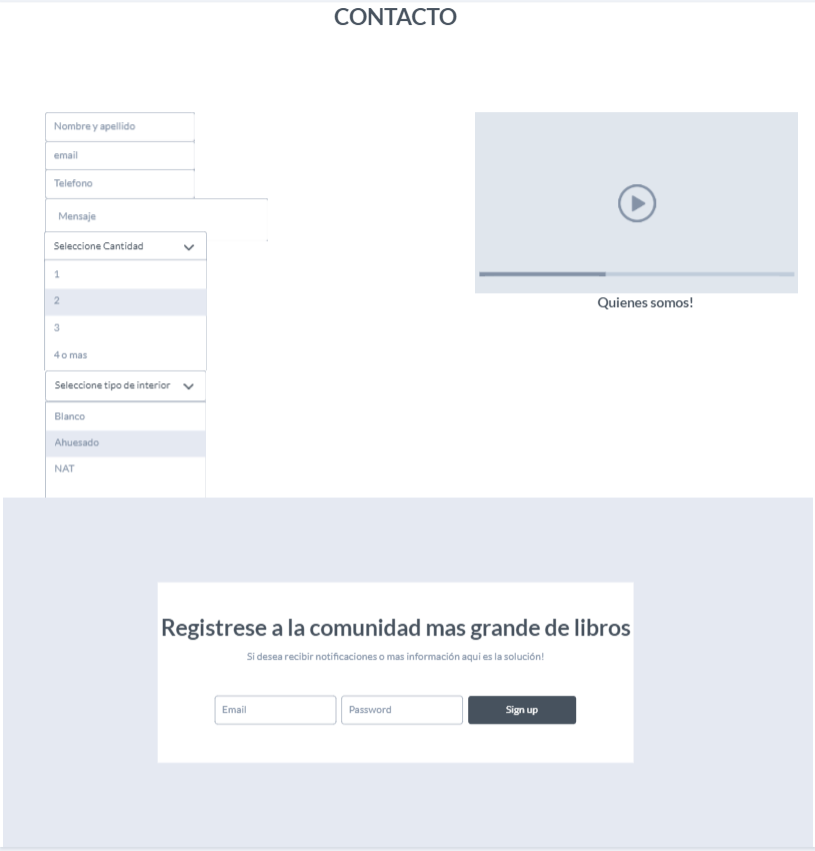 CONTACTO
Nombre y apellido
email
Telefono
Mensaje
Seleccione Cantidad
1
2
3
4 o mas
Seleccione tipo de interior
Blanco
Ahuesado
NAT
Quienes somos!
Registrese a la comunidad mas grande de libros
Si desea recibir notificaciones o mas información aqui es la solución!
Email
Password
Sign up